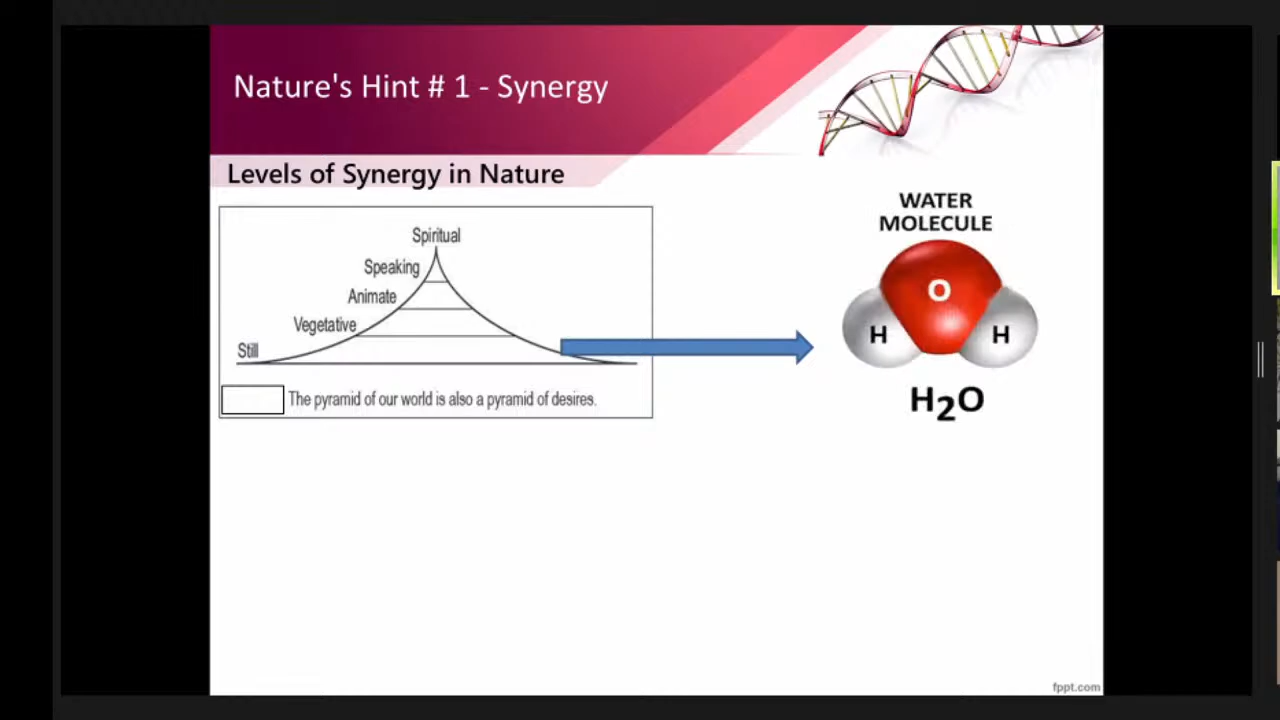 Nature's Hint # 1 - Synergy
Levels of Synergy in Nature
Spiritual
Speaking
Animate
Vegetative
Still
The pyramid of our world is also a pyramid of desires.
WATER
MOLECULE
O
H H
H2O
fppt.com